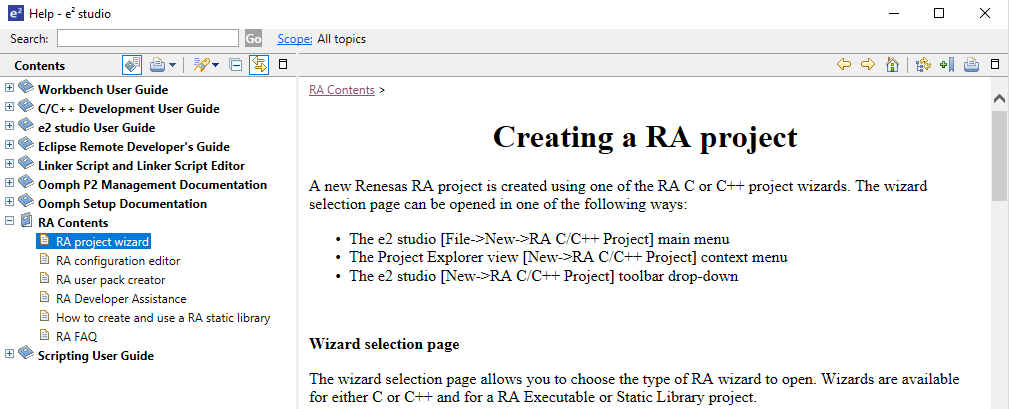 Help - e² studio
Search:
Go
Scope: All topics
Contents
Workbench User Guide
C/C++ Development User Guide
e2 studio User Guide
Eclipse Remote Developer's Guide
Linker Script and Linker Script Editor
Oomph P2 Management Documentation
Oomph Setup Documentation
RA Contents
RA project wizard
RA configuration editor
RA user pack creator
RA Developer Assistance
How to create and use a RA static library
RA FAQ
Scripting User Guide
RA Contents >
Creating a RA project
A new Renesas RA project is created using one of the RA C or C++ project wizards. The wizard
selection page can be opened in one of the following ways:
• The e2 studio [File->New->RA C/C++ Project] main menu
• The Project Explorer view [New->RA C/C++ Project] context menu
• The e2 studio [New->RA C/C++ Project] toolbar drop-down
Wizard selection page
The wizard selection page allows you to choose the type of RA wizard to open. Wizards are available
for either C or C++ and for a RA Executable or Static Library project.